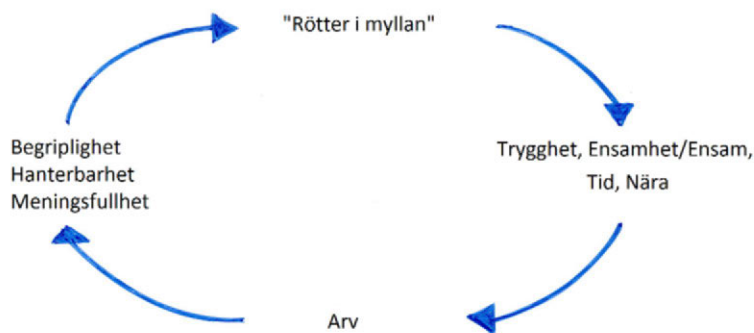 "Rötter i myllan"
Trygghet, Ensamhet/Ensam,
Tid, Nära
Arv
Begriplighet
Hanterbarhet
Meningsfullhet